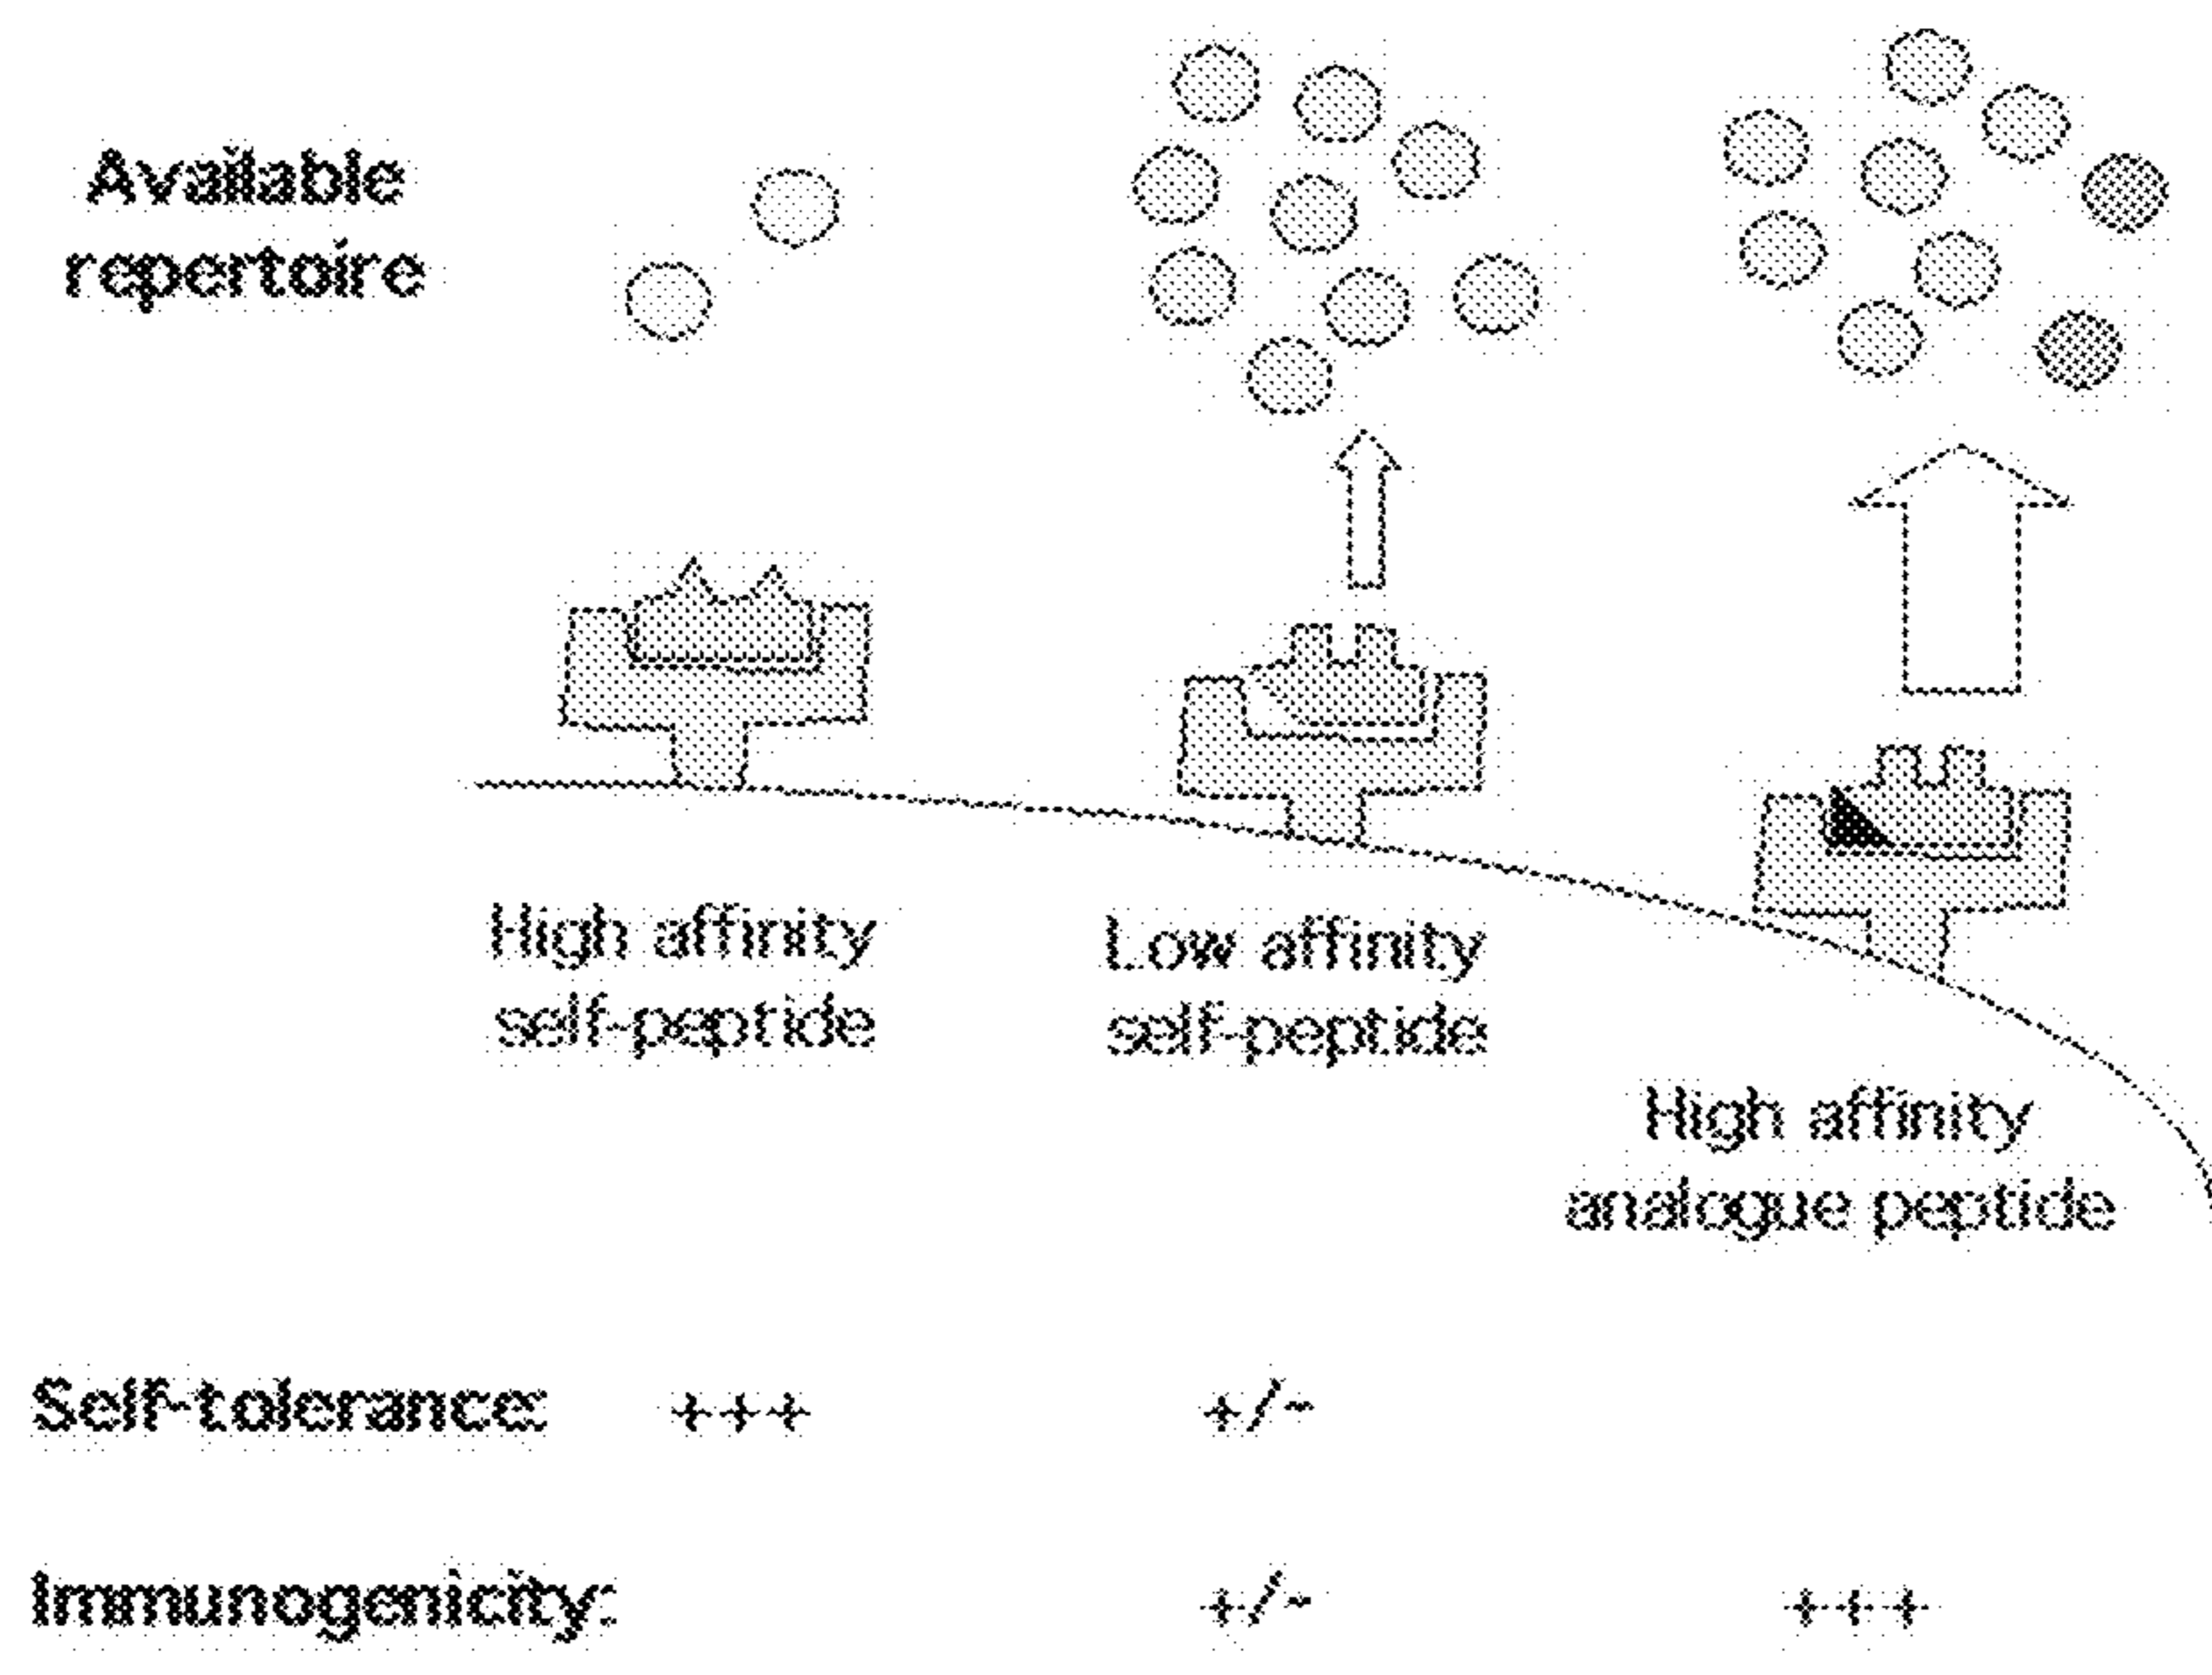 Available
repertoire
High affinity
self-peptide
Low affinity
self-peptide
High affinity
analogue peptide
Self-tolerance: +++ +/-
Immunogenicity: +/- +++